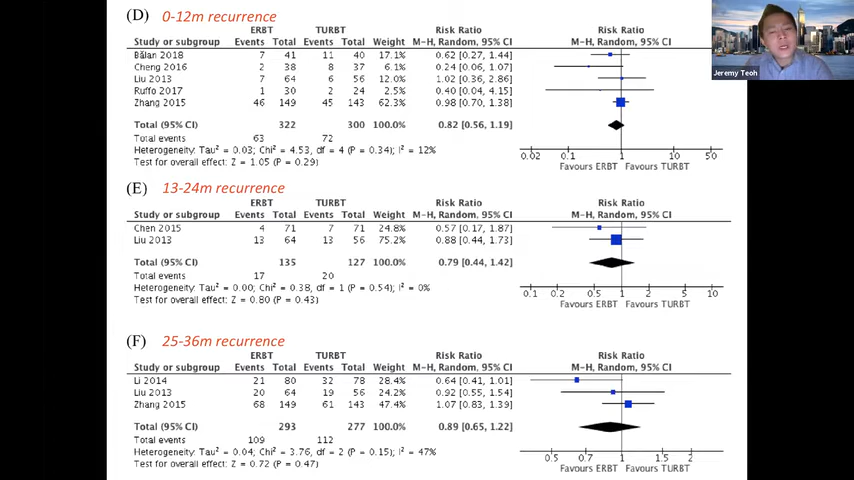 (D) 0-12m recurrence
ERBT TURBT Risk Ratio Risk Ratio
Study or subgroup Events Total Events Total Weight M-H, Random, 95% CI M-H, Random, 95% CI
Bălan 2018 7 41 11 40 17.1% 0.62 [0.27, 1.44]
Cheng 2016 2 38 8 37 6.1% 0.24 [0.06, 1.07]
Liu 2013 7 64 6 56 12.0% 1.02 [0.36, 2.86]
Ruffo 2017 1 30 2 24 2.5% 0.40 [0.04, 4.15]
Zhang 2015 46 149 45 143 62.3% 0.98 [0.70, 1.38]
Total (95% CI) 322 300 100.0% 0.82 [0.56, 1.19]
Total events 63 72
Heterogeneity: Tau² = 0.03; Chi² = 4.53, df = 4 (P = 0.34); I² = 12%
Test for overall effect: Z = 1.05 (P = 0.29)
0.02 0.1 1 10 50
Favours ERBT Favours TURBT
(E) 13-24m recurrence
ERBT TURBT Risk Ratio Risk Ratio
Study or subgroup Events Total Events Total Weight M-H, Random, 95% CI M-H, Random, 95% CI
Chen 2015 4 71 7 71 24.8% 0.57 [0.17, 1.87]
Liu 2013 13 64 13 56 75.2% 0.88 [0.44, 1.73]
Total (95% CI) 135 127 100.0% 0.79 [0.44, 1.42]
Total events 17 20
Heterogeneity: Tau² = 0.00; Chi² = 0.38, df = 1 (P = 0.54); I² = 0%
Test for overall effect: Z = 0.80 (P = 0.43)
0.1 0.2 0.5 1 2 5 10
Favours ERBT Favours TURBT
(F) 25-36m recurrence
ERBT TURBT Risk Ratio Risk Ratio
Study or subgroup Events Total Events Total Weight M-H, Random, 95% CI M-H, Random, 95% CI
Li 2014 21 80 32 78 28.4% 0.64 [0.41, 1.01]
Liu 2013 20 64 19 56 24.2% 0.92 [0.55, 1.54]
Zhang 2015 68 149 61 143 47.4% 1.07 [0.83, 1.39]
Total (95% CI) 293 277 100.0% 0.89 [0.65, 1.22]
Total events 109 112
Heterogeneity: Tau² = 0.04; Chi² = 3.76, df = 2 (P = 0.15); I² = 47%
Test for overall effect: Z = 0.72 (P = 0.47)
0.5 0.7 1 1.5 2
Favours ERBT Favours TURBT
Jeremy Teoh